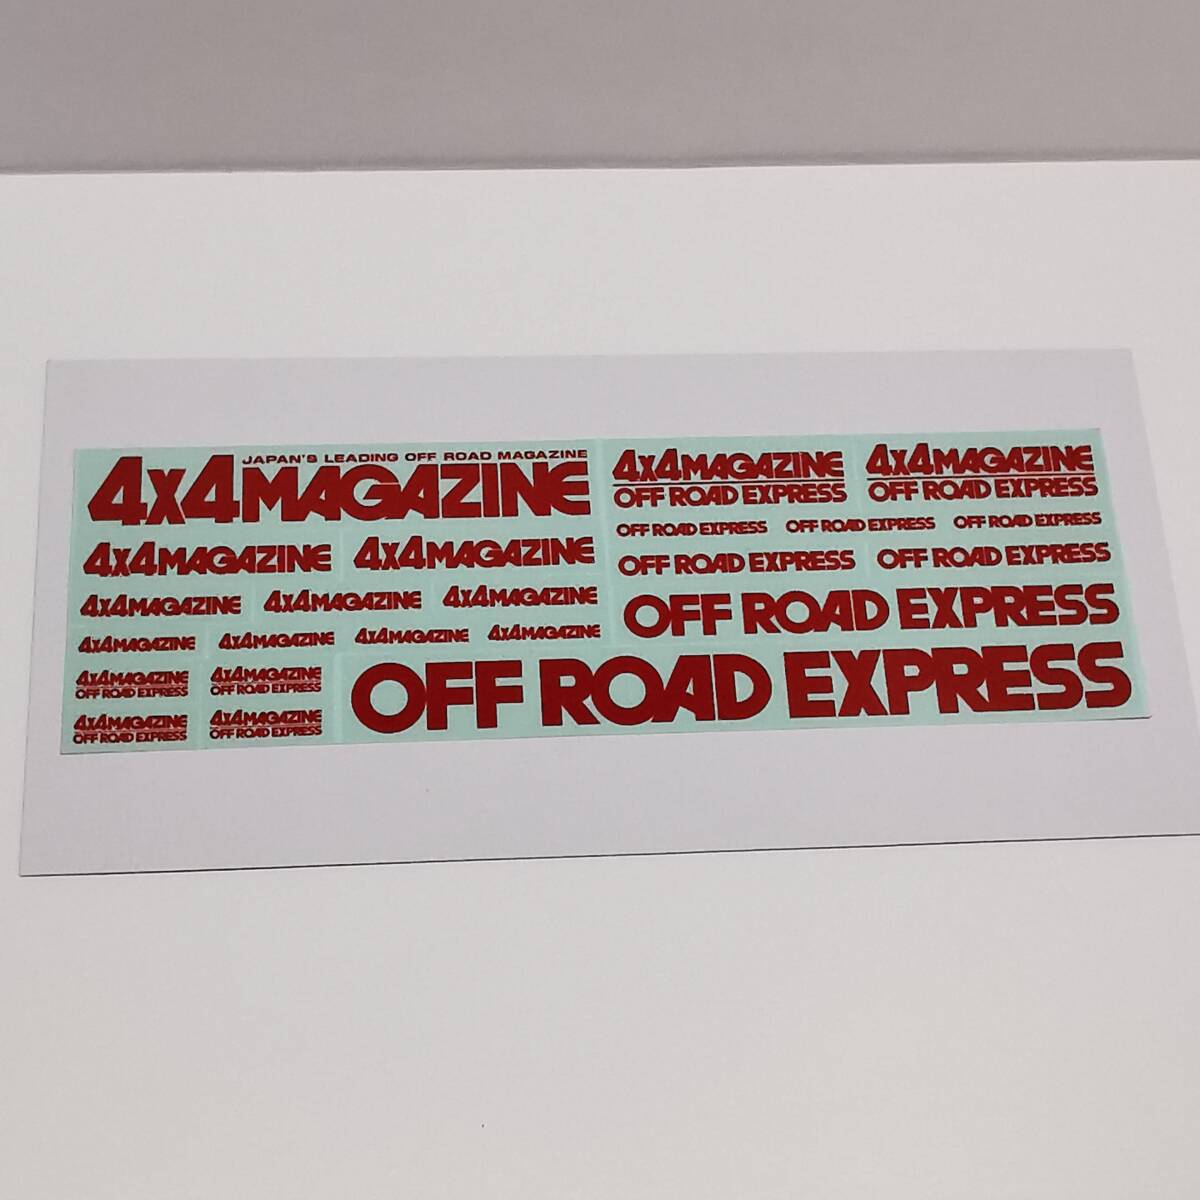 JAPAN'S LEADING OFF ROAD MAGAZINE
4x4MAGAZINE
4x4MAGAZINE 4x4MAGAZINE
4x4MAGAZINE 4x4MAGAZINE 4x4MAGAZINE
4x4MAGAZINE 4x4MAGAZINE 4x4MAGAZINE 4x4MAGAZINE
4x4MAGAZINE 4x4MAGAZINE
OFF ROAD EXPRESS OFF ROAD EXPRESS
4x4MAGAZINE 4x4MAGAZINE
OFF ROAD EXPRESS OFF ROAD EXPRESS
4x4MAGAZINE 4x4MAGAZINE
OFF ROAD EXPRESS OFF ROAD EXPRESS
OFF ROAD EXPRESS OFF ROAD EXPRESS OFF ROAD EXPRESS
OFF ROAD EXPRESS OFF ROAD EXPRESS
OFF ROAD EXPRESS
OFF ROAD EXPRESS